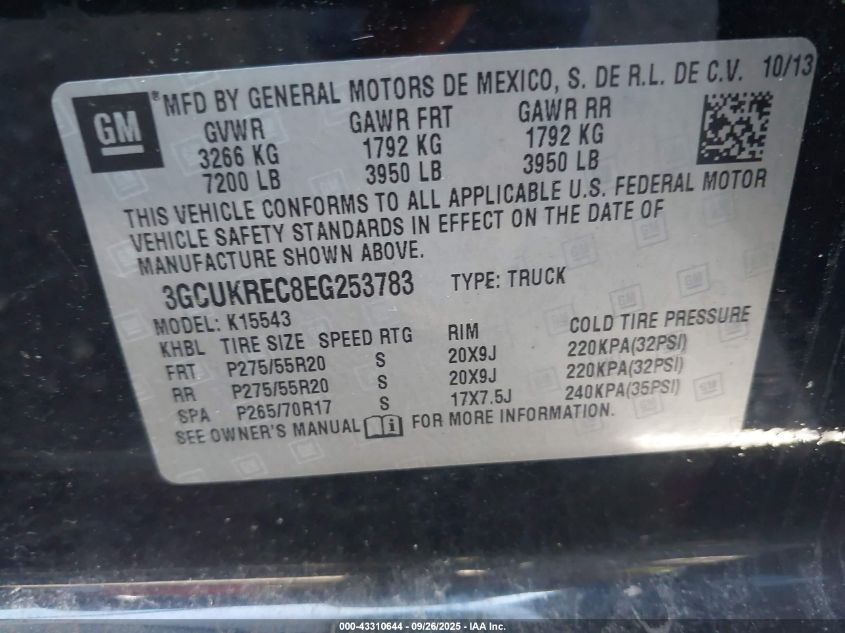 GM
® MFD BY GENERAL MOTORS DE MEXICO, S. DE R.L. DE C.V. 10/13
GVWR GAWR FRT GAWR RR
3266 KG 1792 KG 1792 KG
7200 LB 3950 LB 3950 LB
THIS VEHICLE CONFORMS TO ALL APPLICABLE U.S. FEDERAL MOTOR
VEHICLE SAFETY STANDARDS IN EFFECT ON THE DATE OF
MANUFACTURE SHOWN ABOVE.
3GCUKREC8EG253783 TYPE: TRUCK
MODEL: K15543
KHBL TIRE SIZE SPEED RTG RIM COLD TIRE PRESSURE
FRT P275/55R20 S 20X9J 220KPA(32PSI)
RR P275/55R20 S 20X9J 220KPA(32PSI)
SPA P265/70R17 S 17X7.5J 240KPA(35PSI)
SEE OWNER'S MANUAL FOR MORE INFORMATION.
000-43310644 - 09/26/2025 - IAA Inc.